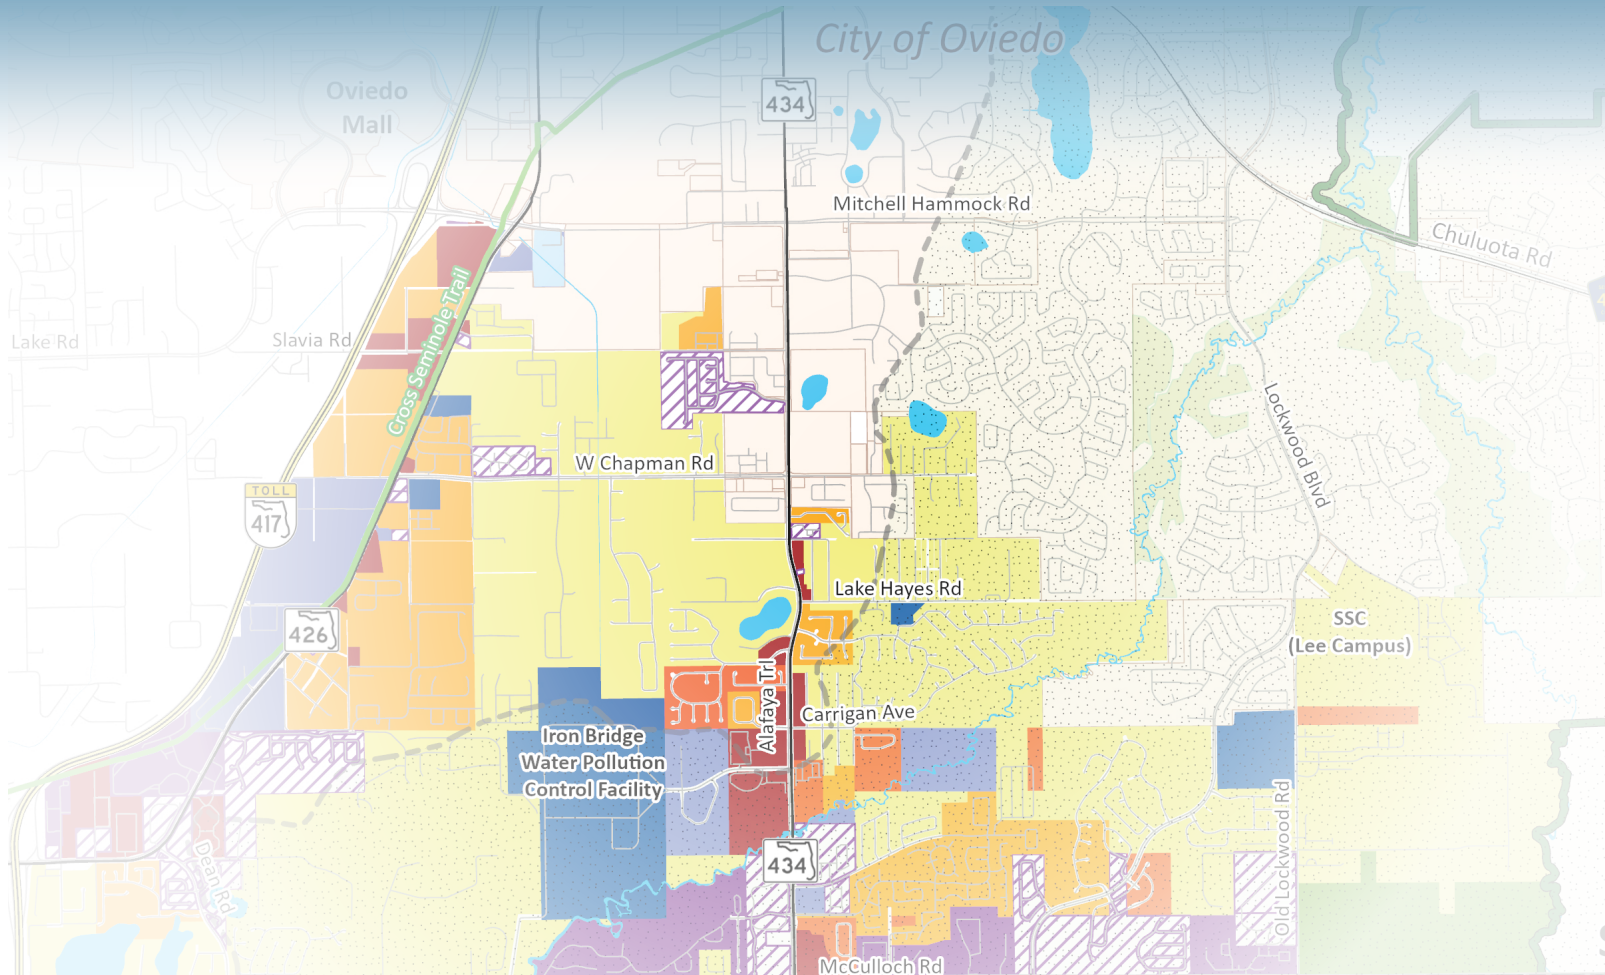 City of Oviedo
Oviedo
Mall
434
Mitchell Hammock Rd
Chuluota Rd
Cross Seminole Trail
Slavia Rd
Lake Rd
Lockwood Blvd
W Chapman Rd
TOLL
417
Lake Hayes Rd
426
SSC
(Lee Campus)
Alafaya Trl
Carrigan Ave
Iron Bridge
Water Pollution
Control Facility
Old Lockwood Rd
434
Dean Rd
McCulloch Rd